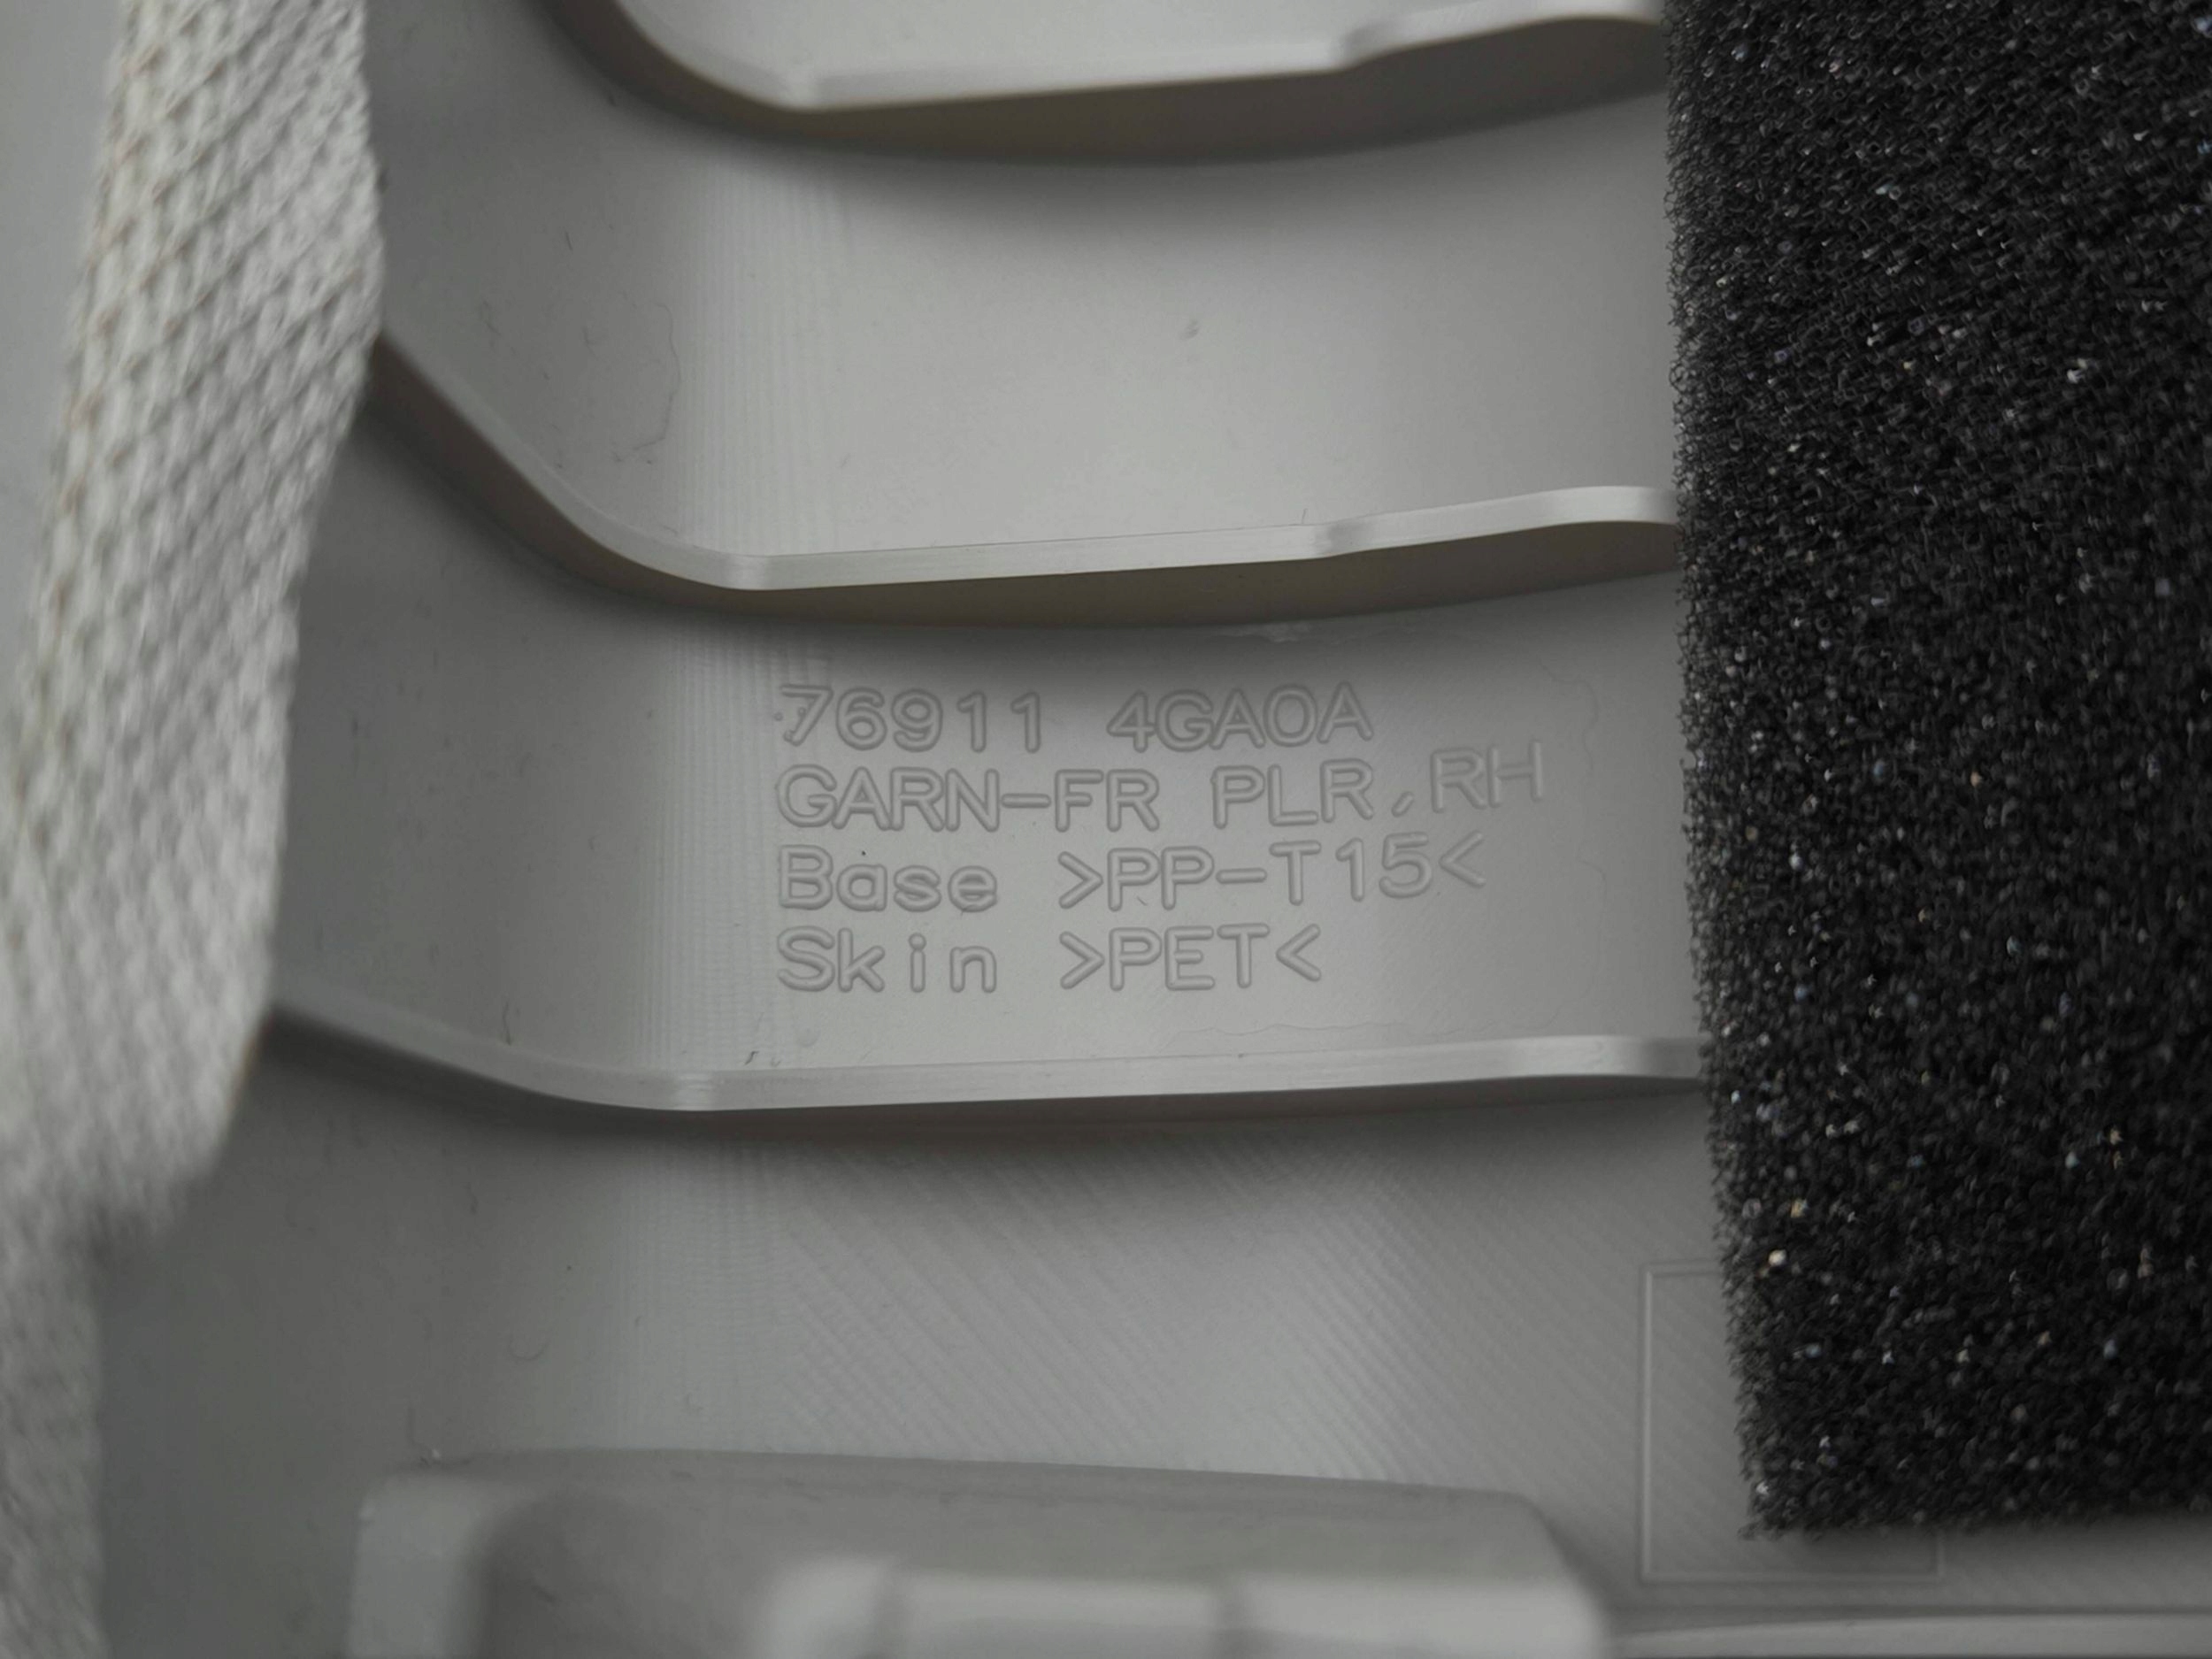 76911 4GA0A
GARN-FR PLR,RH
Base >PP-T15<
Skin >PET<